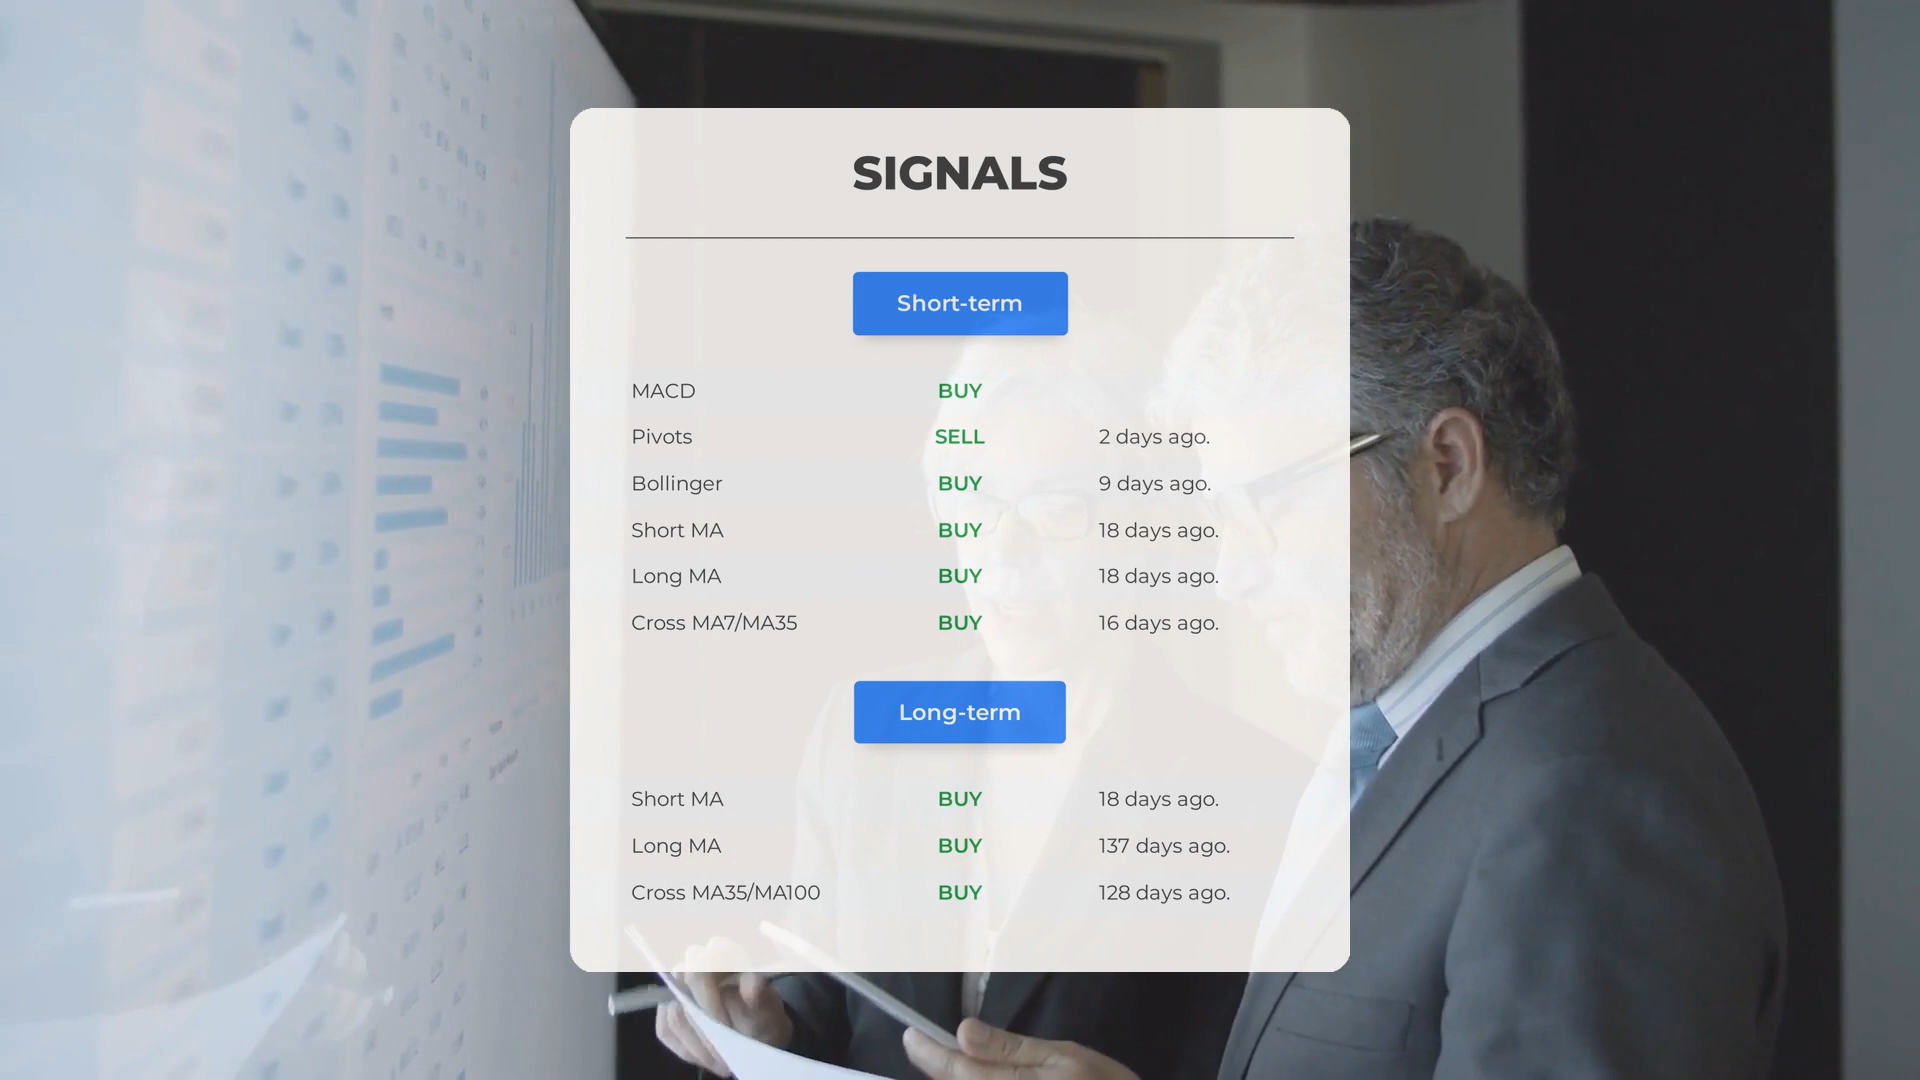 SIGNALS
Short-term
MACD BUY
Pivots SELL 2 days ago.
Bollinger BUY 9 days ago.
Short MA BUY 18 days ago.
Long MA BUY 18 days ago.
Cross MA7/MA35 BUY 16 days ago.
Long-term
Short MA BUY 18 days ago.
Long MA BUY 137 days ago.
Cross MA35/MA100 BUY 128 days ago.